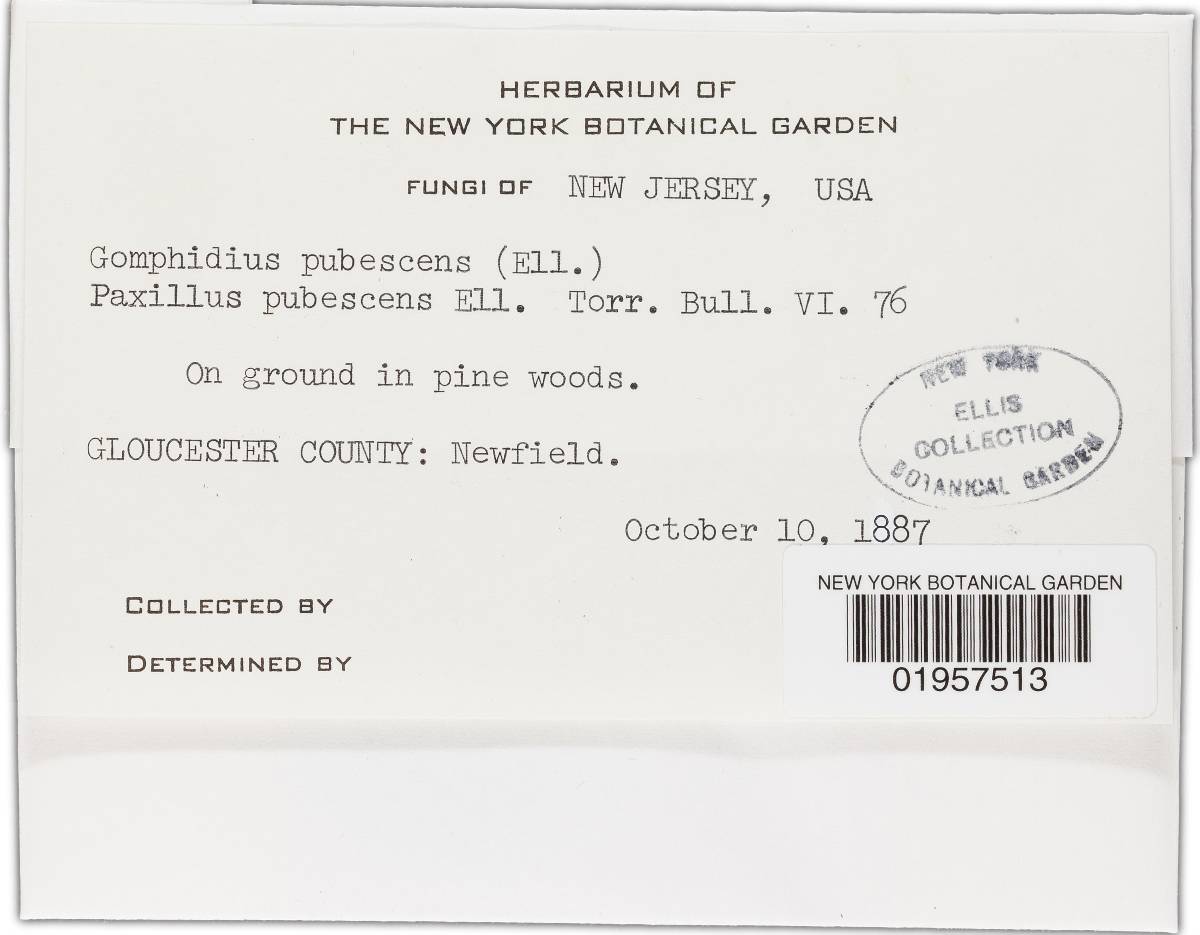 HERBARIUM OF
THE NEW YORK BOTANICAL GARDEN
FUNGI OF NEW JERSEY, USA
Gomphidius pubescens (Ell.)
Paxillus pubescens Ell. Torr. Bull. VI. 76
On ground in pine woods.
NEW YORK
ELLIS
COLLECTION
BOTANICAL GARDEN
GLOUCESTER COUNTY: Newfield.
October 10, 1887
COLLECTED BY
DETERMINED BY
NEW YORK BOTANICAL GARDEN
01957513